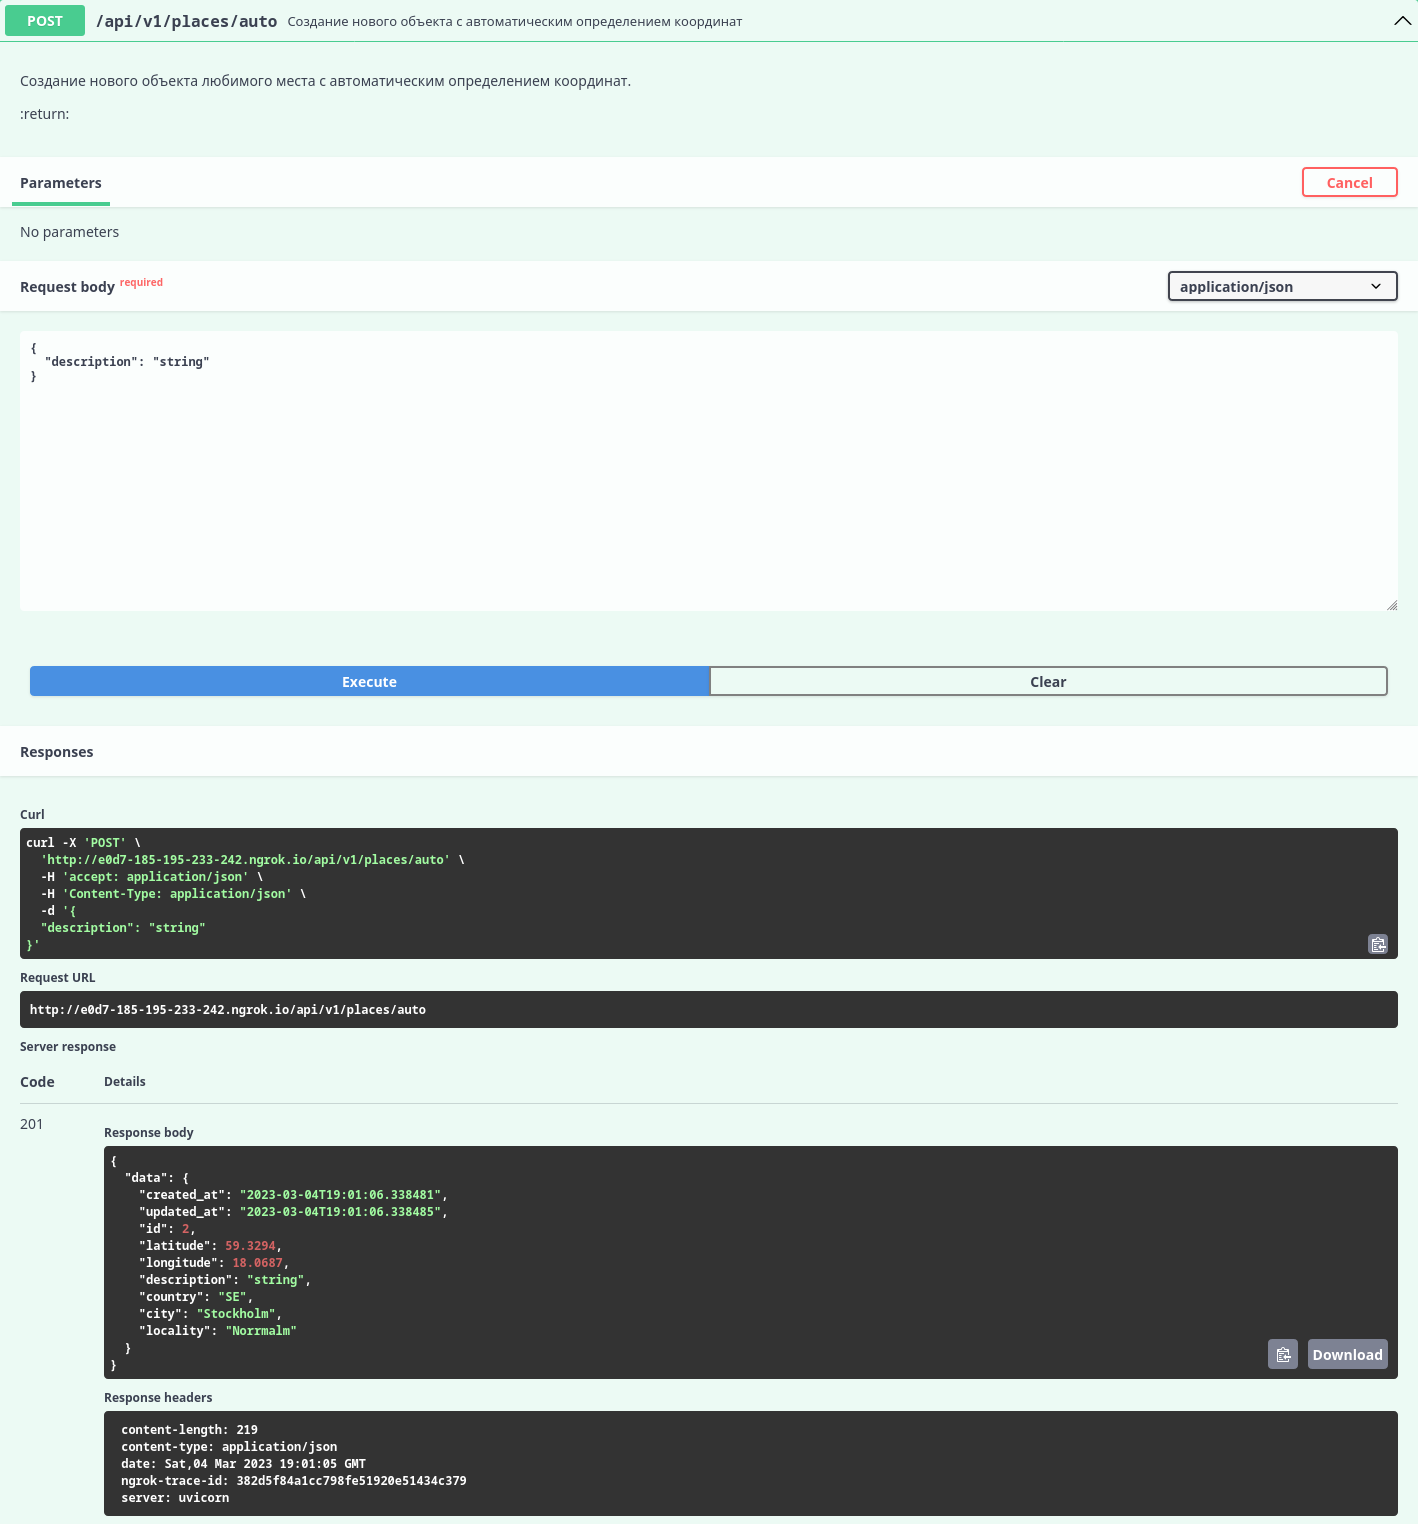 POST /api/v1/places/auto Создание нового объекта с автоматическим определением координат
Создание нового объекта любимого места с автоматическим определением координат.
:return:
Parameters Cancel
No parameters
Request body required application/json
{
"description": "string"
}
Execute Clear
Responses
Curl
curl -X 'POST' \
'http://e0d7-185-195-233-242.ngrok.io/api/v1/places/auto' \
-H 'accept: application/json' \
-H 'Content-Type: application/json' \
-d '{
"description": "string"
}'
Request URL
http://e0d7-185-195-233-242.ngrok.io/api/v1/places/auto
Server response
Code Details
201
Response body
{
"data": {
"created_at": "2023-03-04T19:01:06.338481",
"updated_at": "2023-03-04T19:01:06.338485",
"id": 2,
"latitude": 59.3294,
"longitude": 18.0687,
"description": "string",
"country": "SE",
"city": "Stockholm",
"locality": "Norrmalm"
}
}
Download
Response headers
content-length: 219
content-type: application/json
date: Sat,04 Mar 2023 19:01:05 GMT
ngrok-trace-id: 382d5f84a1cc798fe51920e51434c379
server: uvicorn